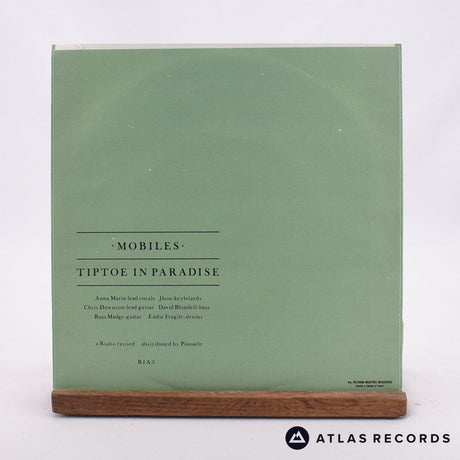 ·MOBILES·
TIPTOE IN PARADISE
Anna Maria-lead vocals Jhon-keyboards
Chris Downton-lead guitar David Blundell-bass
Russ Madge-guitar Eddie Fragile-drums
a Rialto record distributed by Pinnacle
RIA 3
ATLAS RECORDS